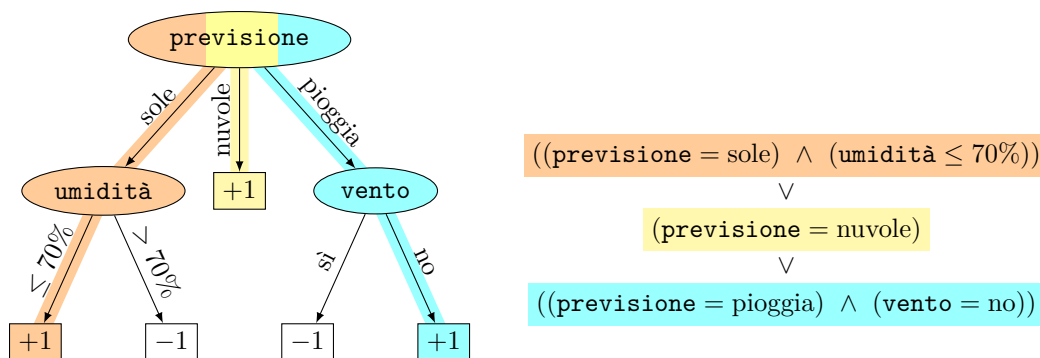 previsione
sole
nuvole
pioggia
umidità
+1
vento
≤ 70%
> 70%
sì
no
+1
−1
−1
+1
((previsione = sole) ∧ (umidità ≤ 70%))
∨
(previsione = nuvole)
∨
((previsione = pioggia) ∧ (vento = no))